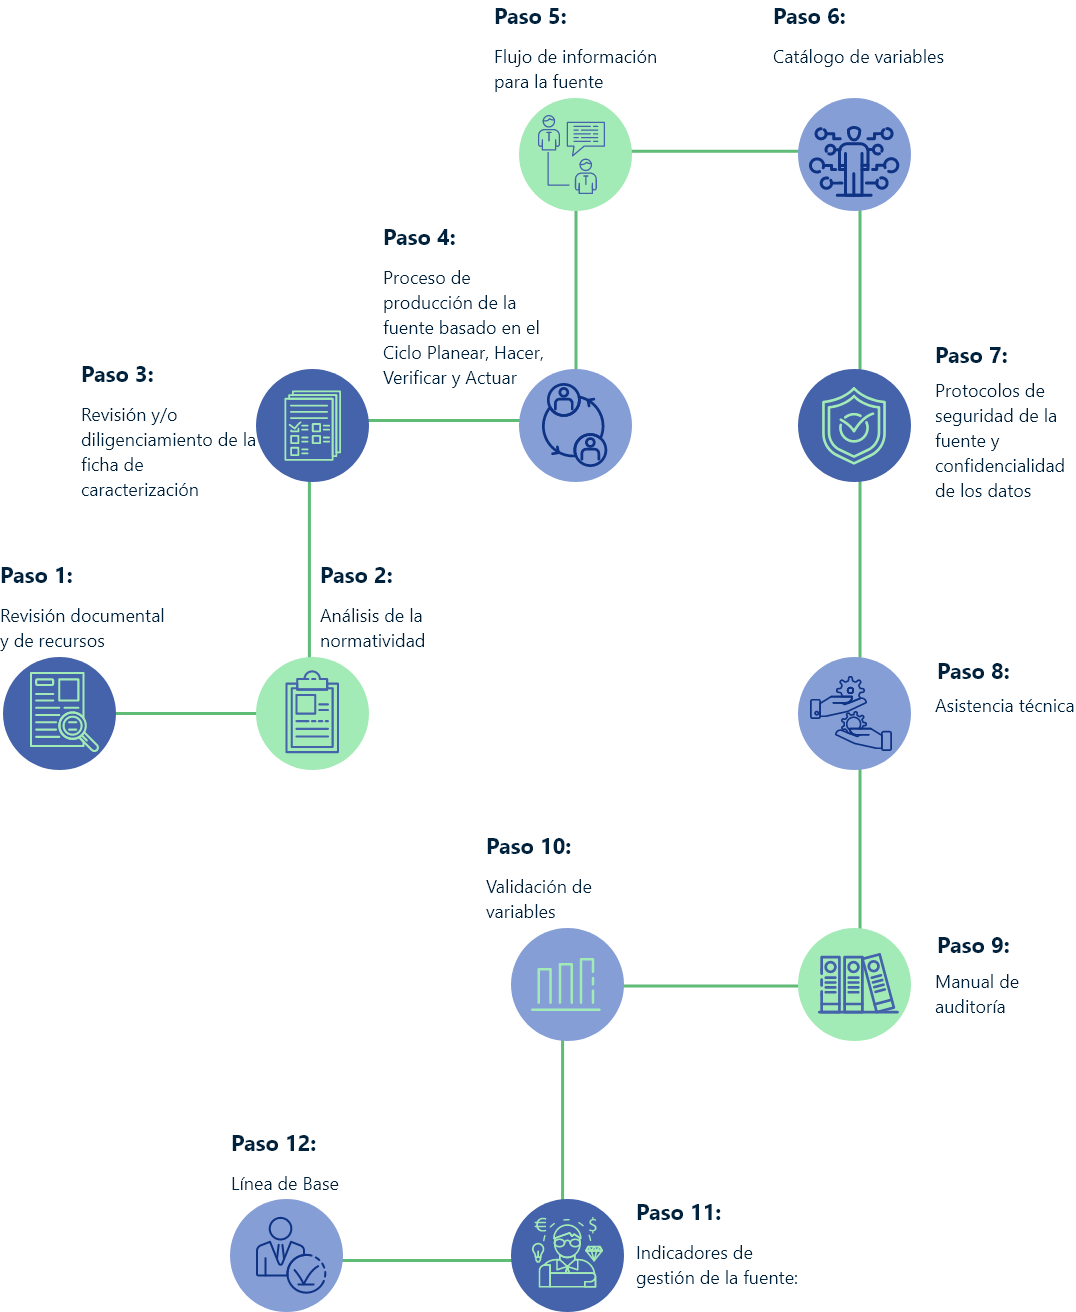 Paso 1:
Revisión documental
y de recursos
Paso 2:
Análisis de la
normatividad
Paso 3:
Revisión y/o
diligenciamiento de la
ficha de
caracterización
Paso 4:
Proceso de
producción de la
fuente basado en el
Ciclo Planear, Hacer,
Verificar y Actuar
Paso 5:
Flujo de información
para la fuente
Paso 6:
Catálogo de variables
Paso 7:
Protocolos de
seguridad de la
fuente y
confidencialidad
de los datos
Paso 8:
Asistencia técnica
Paso 9:
Manual de
auditoría
Paso 10:
Validación de
variables
Paso 11:
Indicadores de
gestión de la fuente:
Paso 12:
Línea de Base